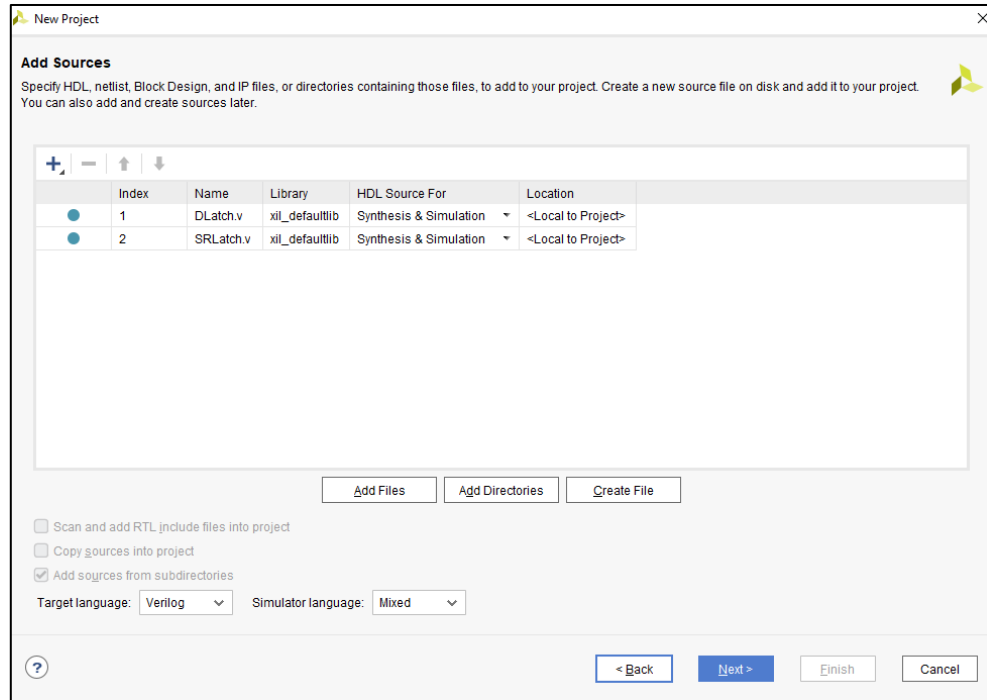 New Project
Add Sources
Specify HDL, netlist, Block Design, and IP files, or directories containing those files, to add to your project. Create a new source file on disk and add it to your project.
You can also add and create sources later.
Index Name Library HDL Source For Location
1 DLatch.v xil_defaultlib Synthesis & Simulation <Local to Project>
2 SRLatch.v xil_defaultlib Synthesis & Simulation <Local to Project>
Add Files Add Directories Create File
Scan and add RTL include files into project
Copy sources into project
Add sources from subdirectories
Target language: Verilog Simulator language: Mixed
? < Back Next > Finish Cancel